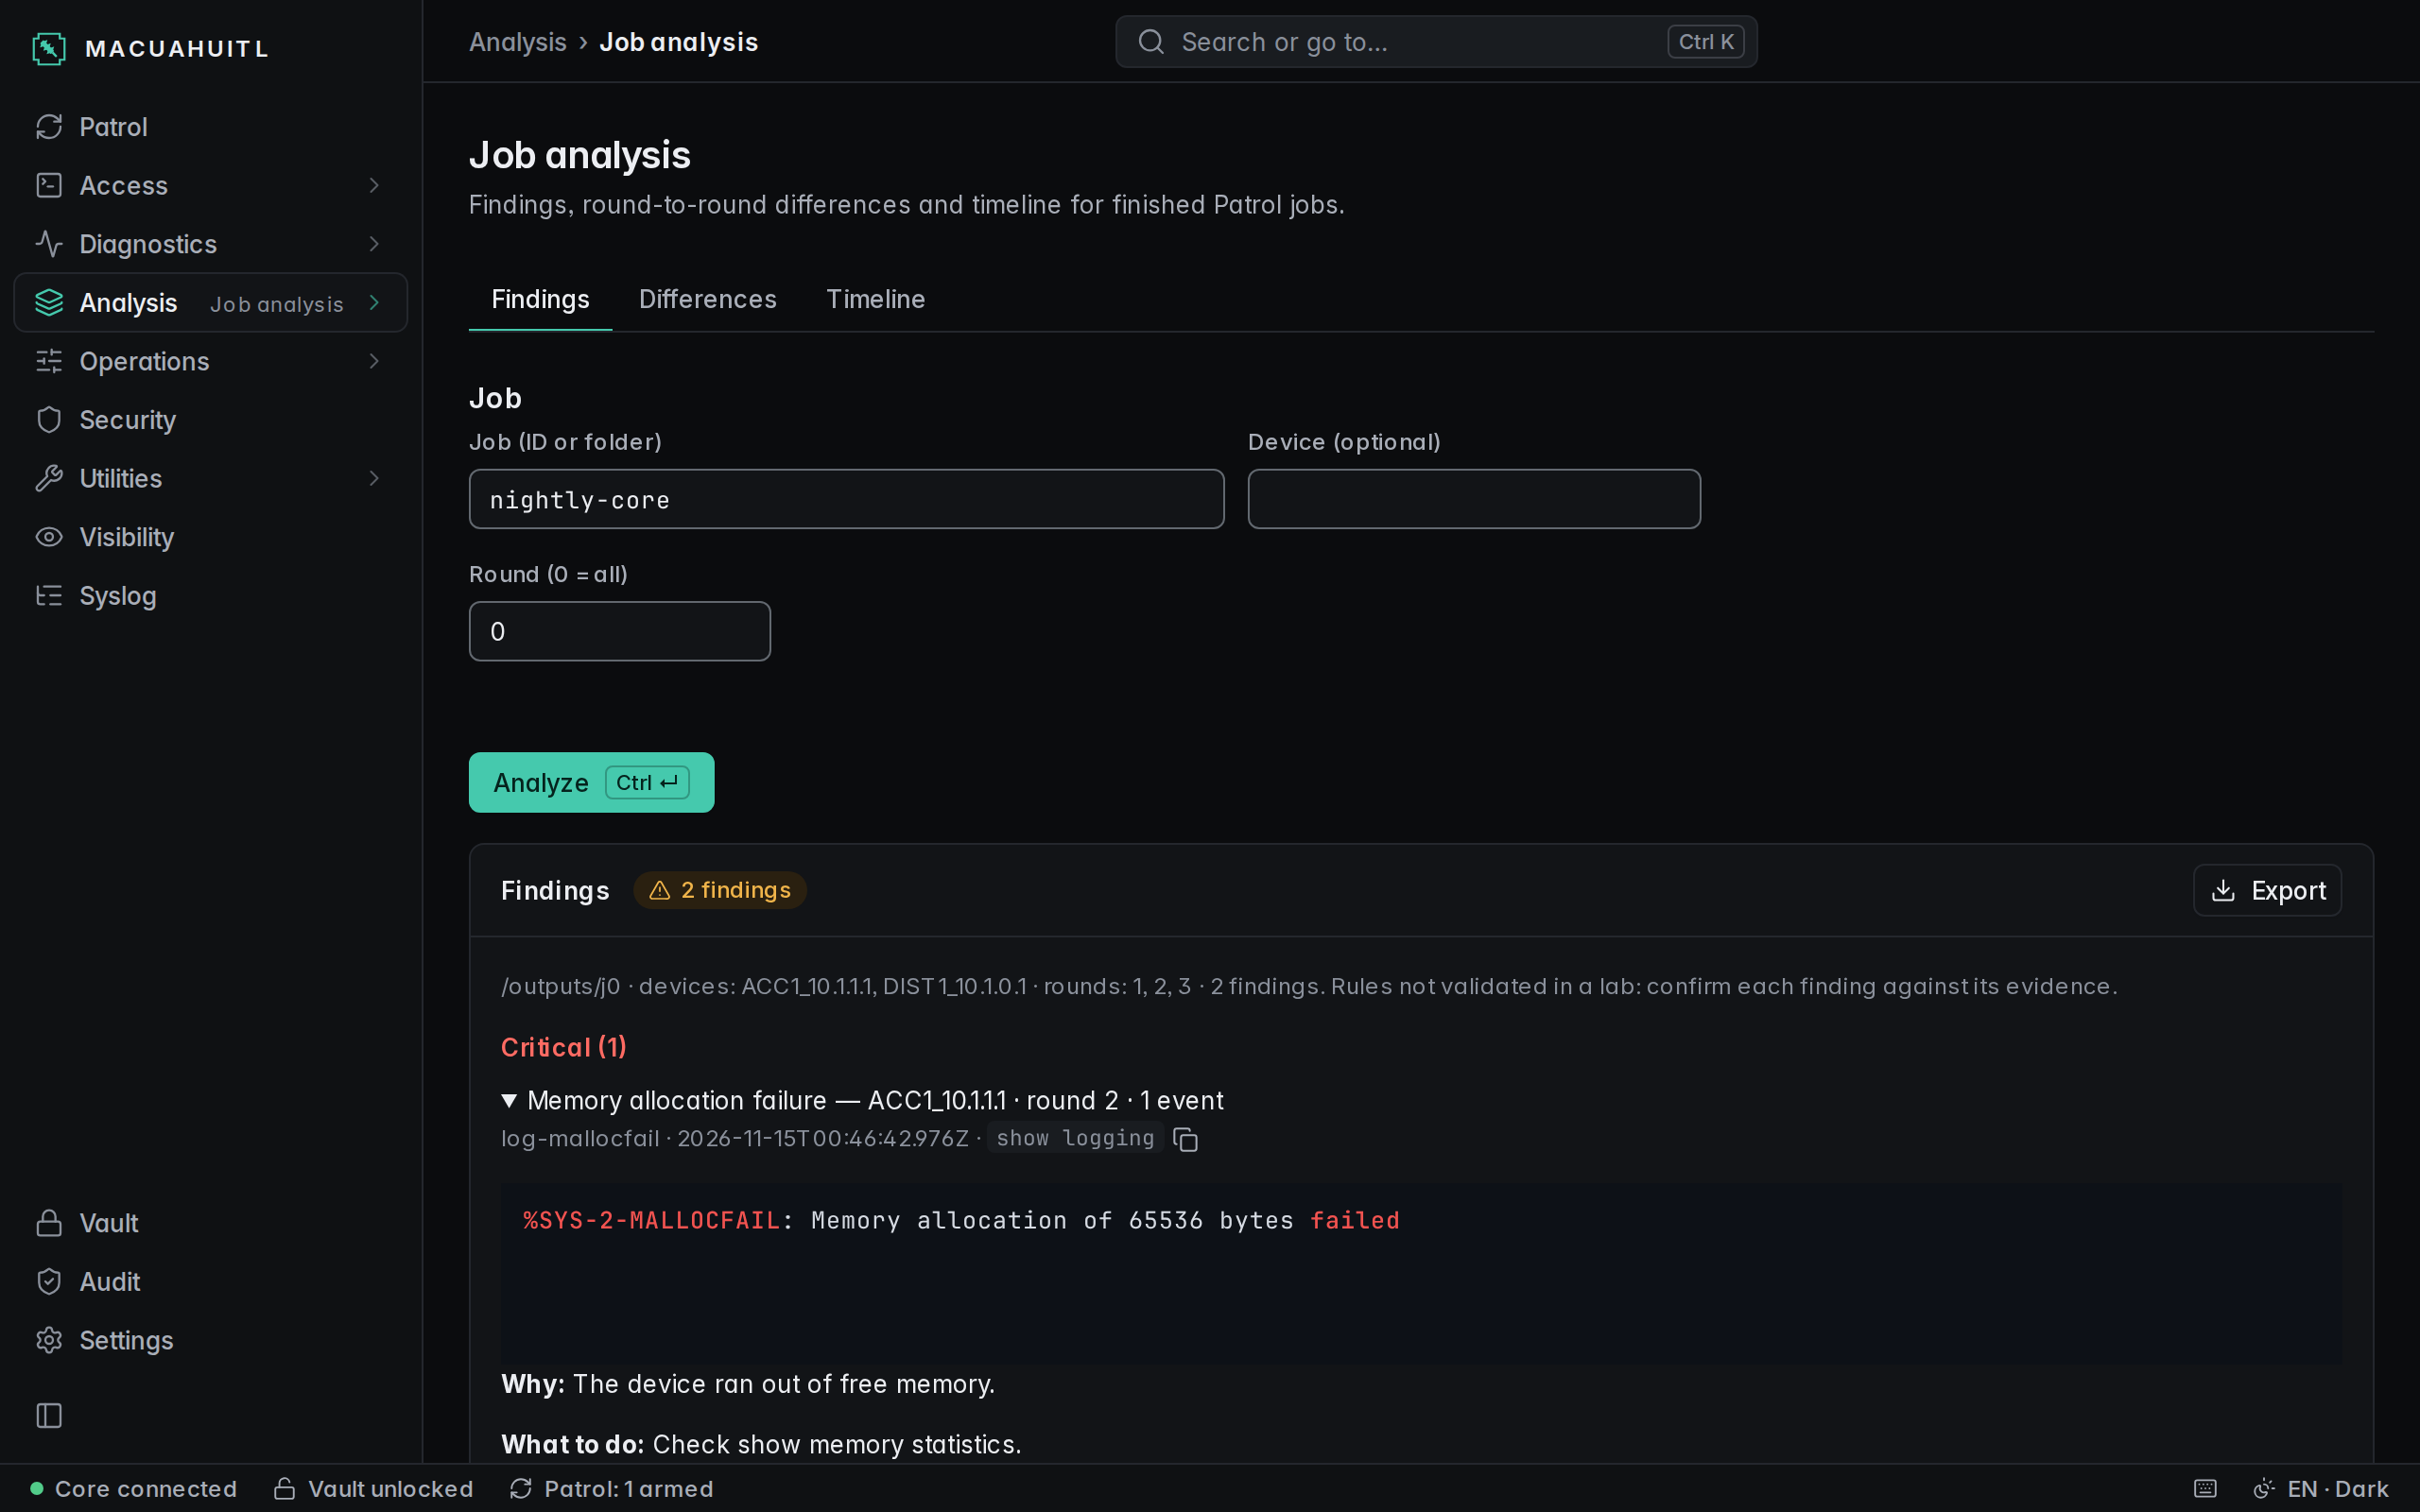 MACUAHUITL
Analysis › Job analysis
Search or go to...
Ctrl K
Patrol
Access
Diagnostics
Analysis Job analysis
Operations
Security
Utilities
Visibility
Syslog
Vault
Audit
Settings
Job analysis
Findings, round-to-round differences and timeline for finished Patrol jobs.
Findings Differences Timeline
Job
Job (ID or folder) Device (optional)
nightly-core
Round (0 = all)
0
Analyze Ctrl ↵
Findings 2 findings Export
/outputs/j0 · devices: ACC1_10.1.1.1, DIST1_10.1.0.1 · rounds: 1, 2, 3 · 2 findings. Rules not validated in a lab: confirm each finding against its evidence.
Critical (1)
▼ Memory allocation failure — ACC1_10.1.1.1 · round 2 · 1 event
log-mallocfail · 2026-11-15T00:46:42.976Z · show logging
%SYS-2-MALLOCFAIL: Memory allocation of 65536 bytes failed
Why: The device ran out of free memory.
What to do: Check show memory statistics.
Core connected Vault unlocked Patrol: 1 armed EN · Dark